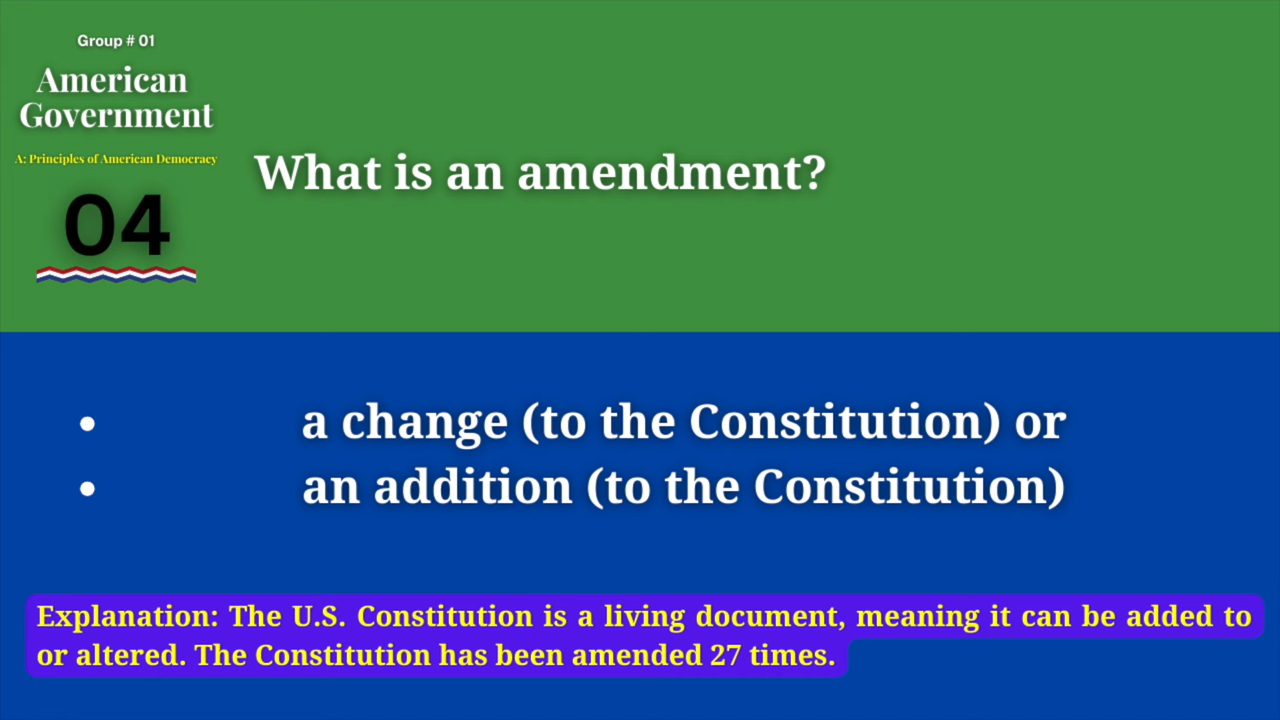 Group # 01
American
Government
A: Principles of American Democracy
04
What is an amendment?
• a change (to the Constitution) or
• an addition (to the Constitution)
Explanation: The U.S. Constitution is a living document, meaning it can be added to
or altered. The Constitution has been amended 27 times.